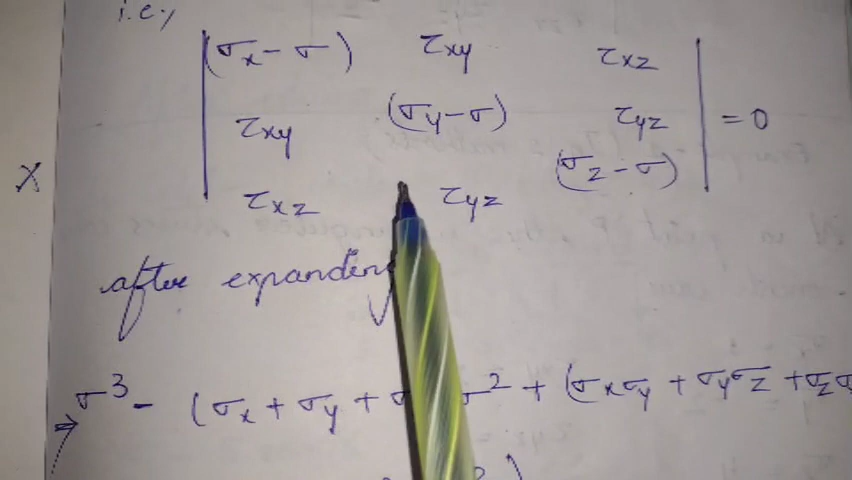 i.e.,
| (σx - σ) τxy τxz |
| τxy (σy - σ) τyz | = 0
| τxz τyz (σz - σ) |
X
after expanding
σ³ - (σx + σy + σ² + (σxσy + σyσz + σzσ